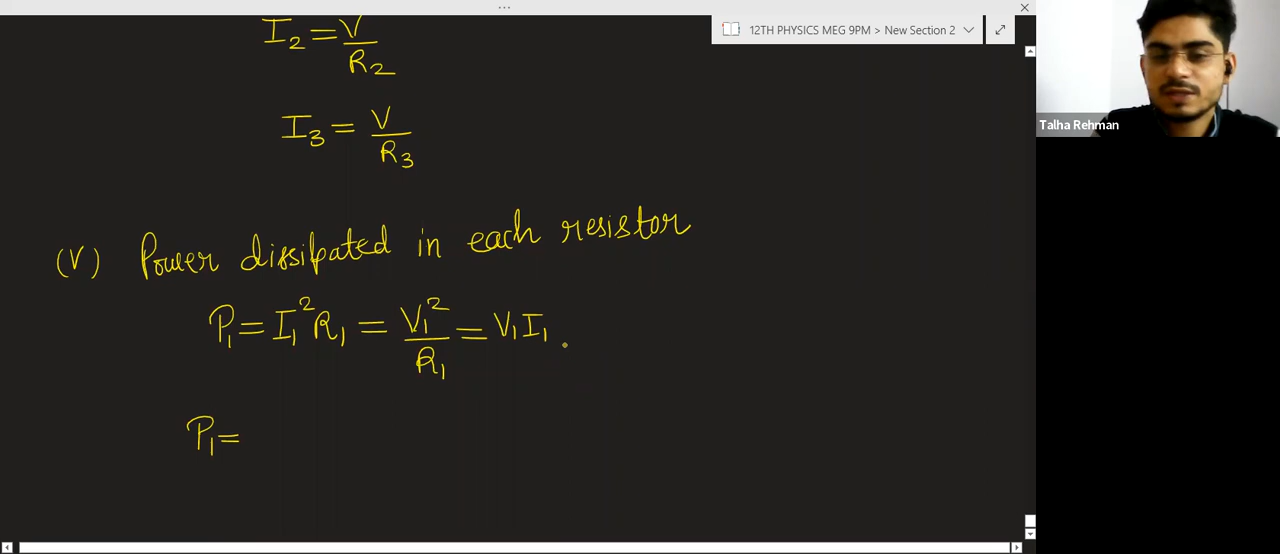 12TH PHYSICS MEG 9PM > New Section 2
I₂ = V/R₂
I₃ = V/R₃
Talha Rehman
(V) Power dissipated in each resistor
P₁ = I₁²R₁ = V₁²/R₁ = V₁I₁.
P₁ =